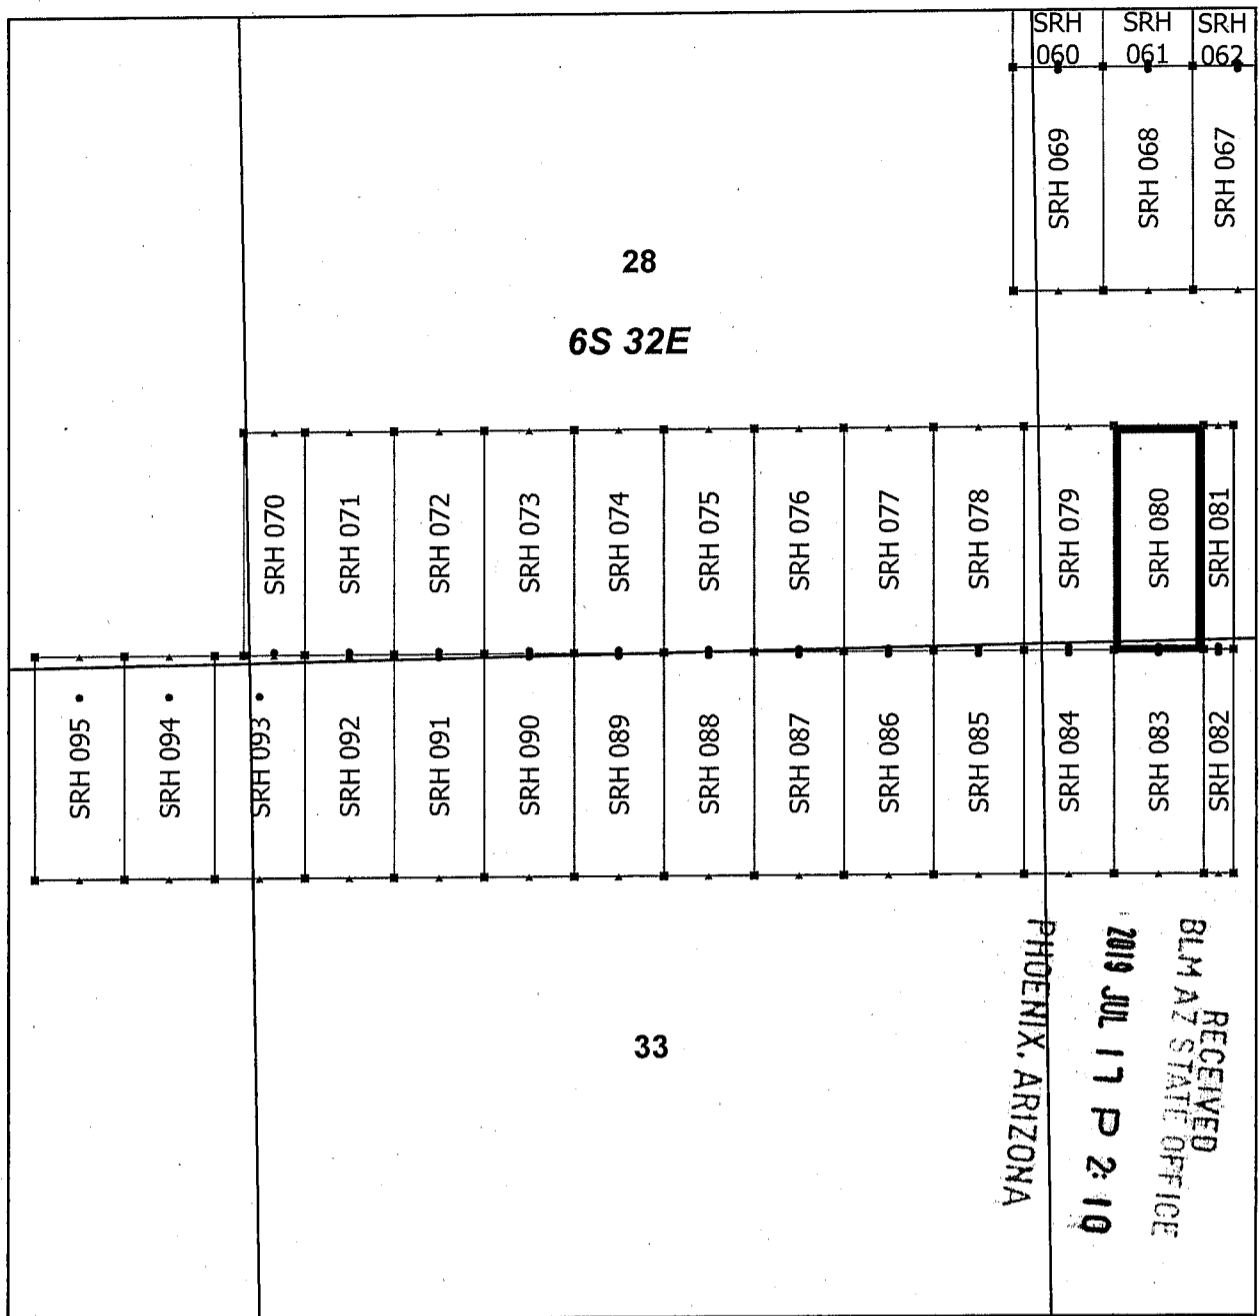 SRH
060
SRH
061
SRH
062
SRH 069
SRH 068
SRH 067
28
6S 32E
SRH 070
SRH 071
SRH 072
SRH 073
SRH 074
SRH 075
SRH 076
SRH 077
SRH 078
SRH 079
SRH 080
SRH 081
SRH 095
SRH 094
SRH 093
SRH 092
SRH 091
SRH 090
SRH 089
SRH 088
SRH 087
SRH 086
SRH 085
SRH 084
SRH 083
SRH 082
33
RECEIVED
BLM AZ STATE OFFICE
2019 JUL 17 P 2:10
PHOENIX, ARIZONA